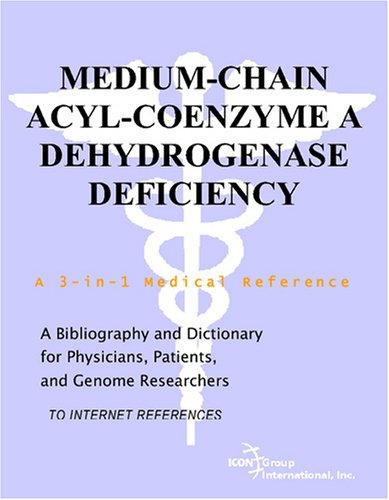 MEDIUM-CHAIN
ACYL-COENZYME A
DEHYDROGENASE
DEFICIENCY
A 3-in-1 Medical Reference
A Bibliography and Dictionary
for Physicians, Patients,
and Genome Researchers
TO INTERNET REFERENCES
ICON Group
International, Inc.